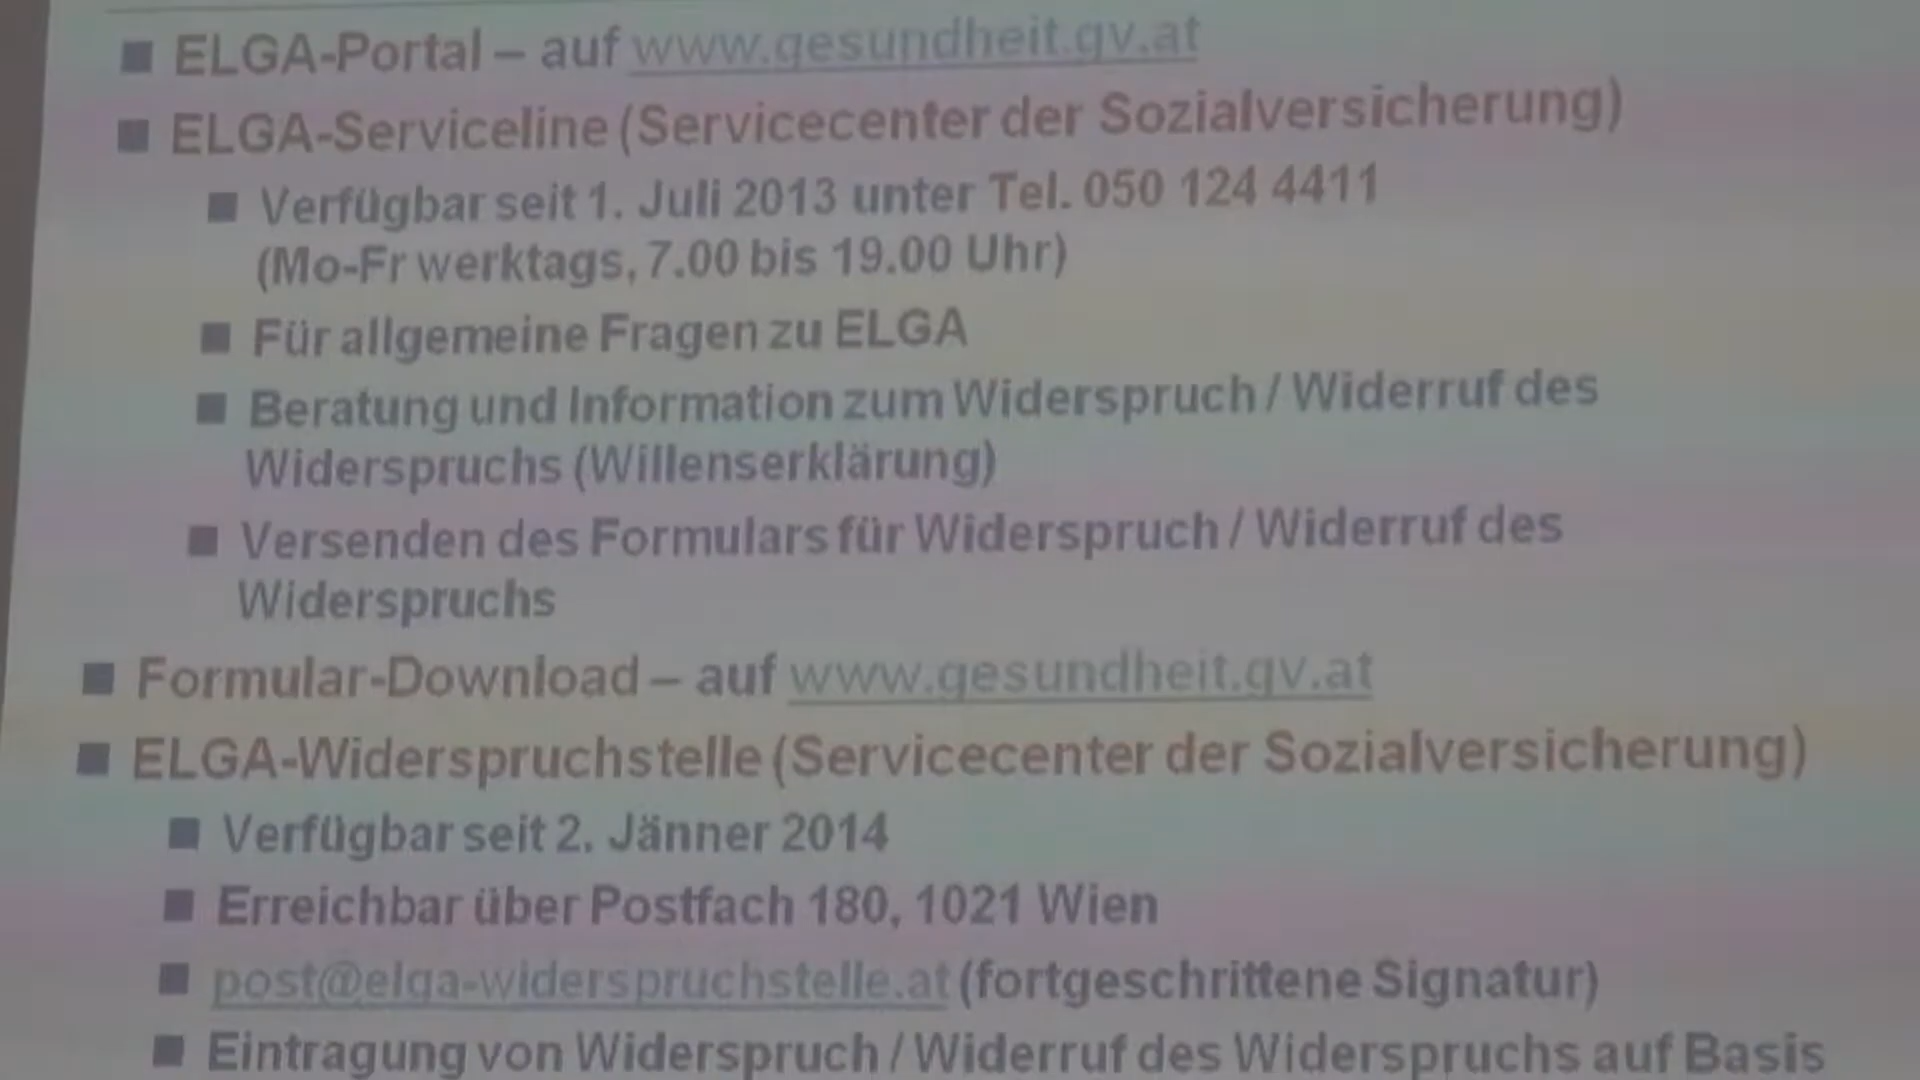 ■ ELGA-Portal – auf www.gesundheit.gv.at
■ ELGA-Serviceline (Servicecenter der Sozialversicherung)
■ Verfügbar seit 1. Juli 2013 unter Tel. 050 124 4411
(Mo-Fr werktags, 7.00 bis 19.00 Uhr)
■ Für allgemeine Fragen zu ELGA
■ Beratung und Information zum Widerspruch / Widerruf des
Widerspruchs (Willenserklärung)
■ Versenden des Formulars für Widerspruch / Widerruf des
Widerspruchs
■ Formular-Download – auf www.gesundheit.gv.at
■ ELGA-Widerspruchstelle (Servicecenter der Sozialversicherung)
■ Verfügbar seit 2. Jänner 2014
■ Erreichbar über Postfach 180, 1021 Wien
■ post@elga-widerspruchstelle.at (fortgeschrittene Signatur)
■ Eintragung von Widerspruch / Widerruf des Widerspruchs auf Basis